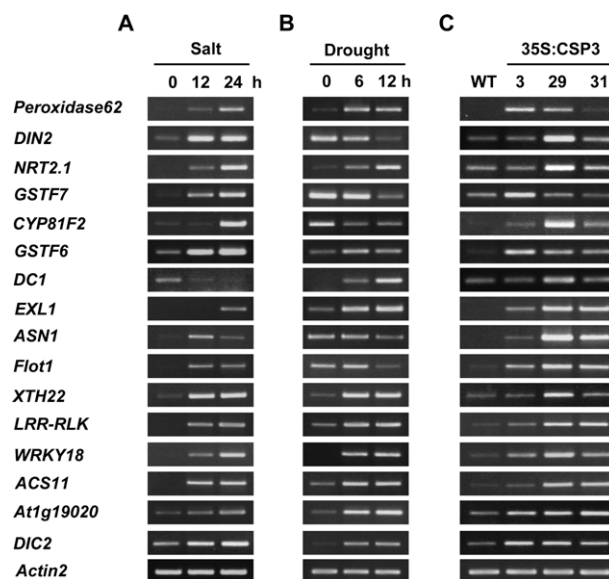 A B C
Salt Drought 35S:CSP3
0 12 24 h 0 6 12 h WT 3 29 31
Peroxidase62
DIN2
NRT2.1
GSTF7
CYP81F2
GSTF6
DC1
EXL1
ASN1
Flot1
XTH22
LRR-RLK
WRKY18
ACS11
At1g19020
DIC2
Actin2